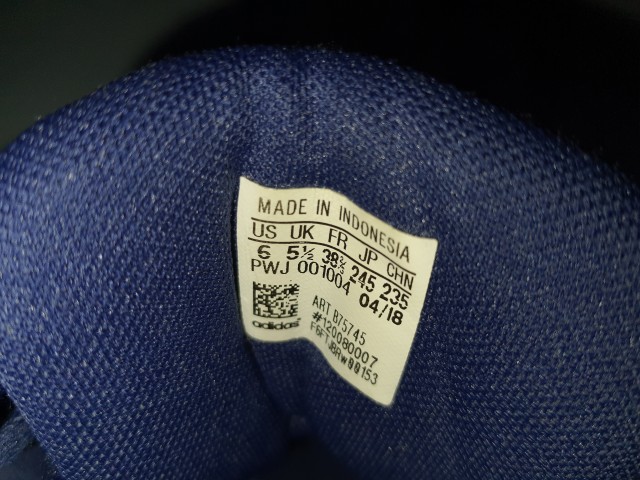 MADE IN INDONESIA
US UK FR JP CHN
6 5½ 38⅔ 245 235
PWJ 001004 04/18
adidas
ART B75745
#120080007
F6FTJ8RW00153